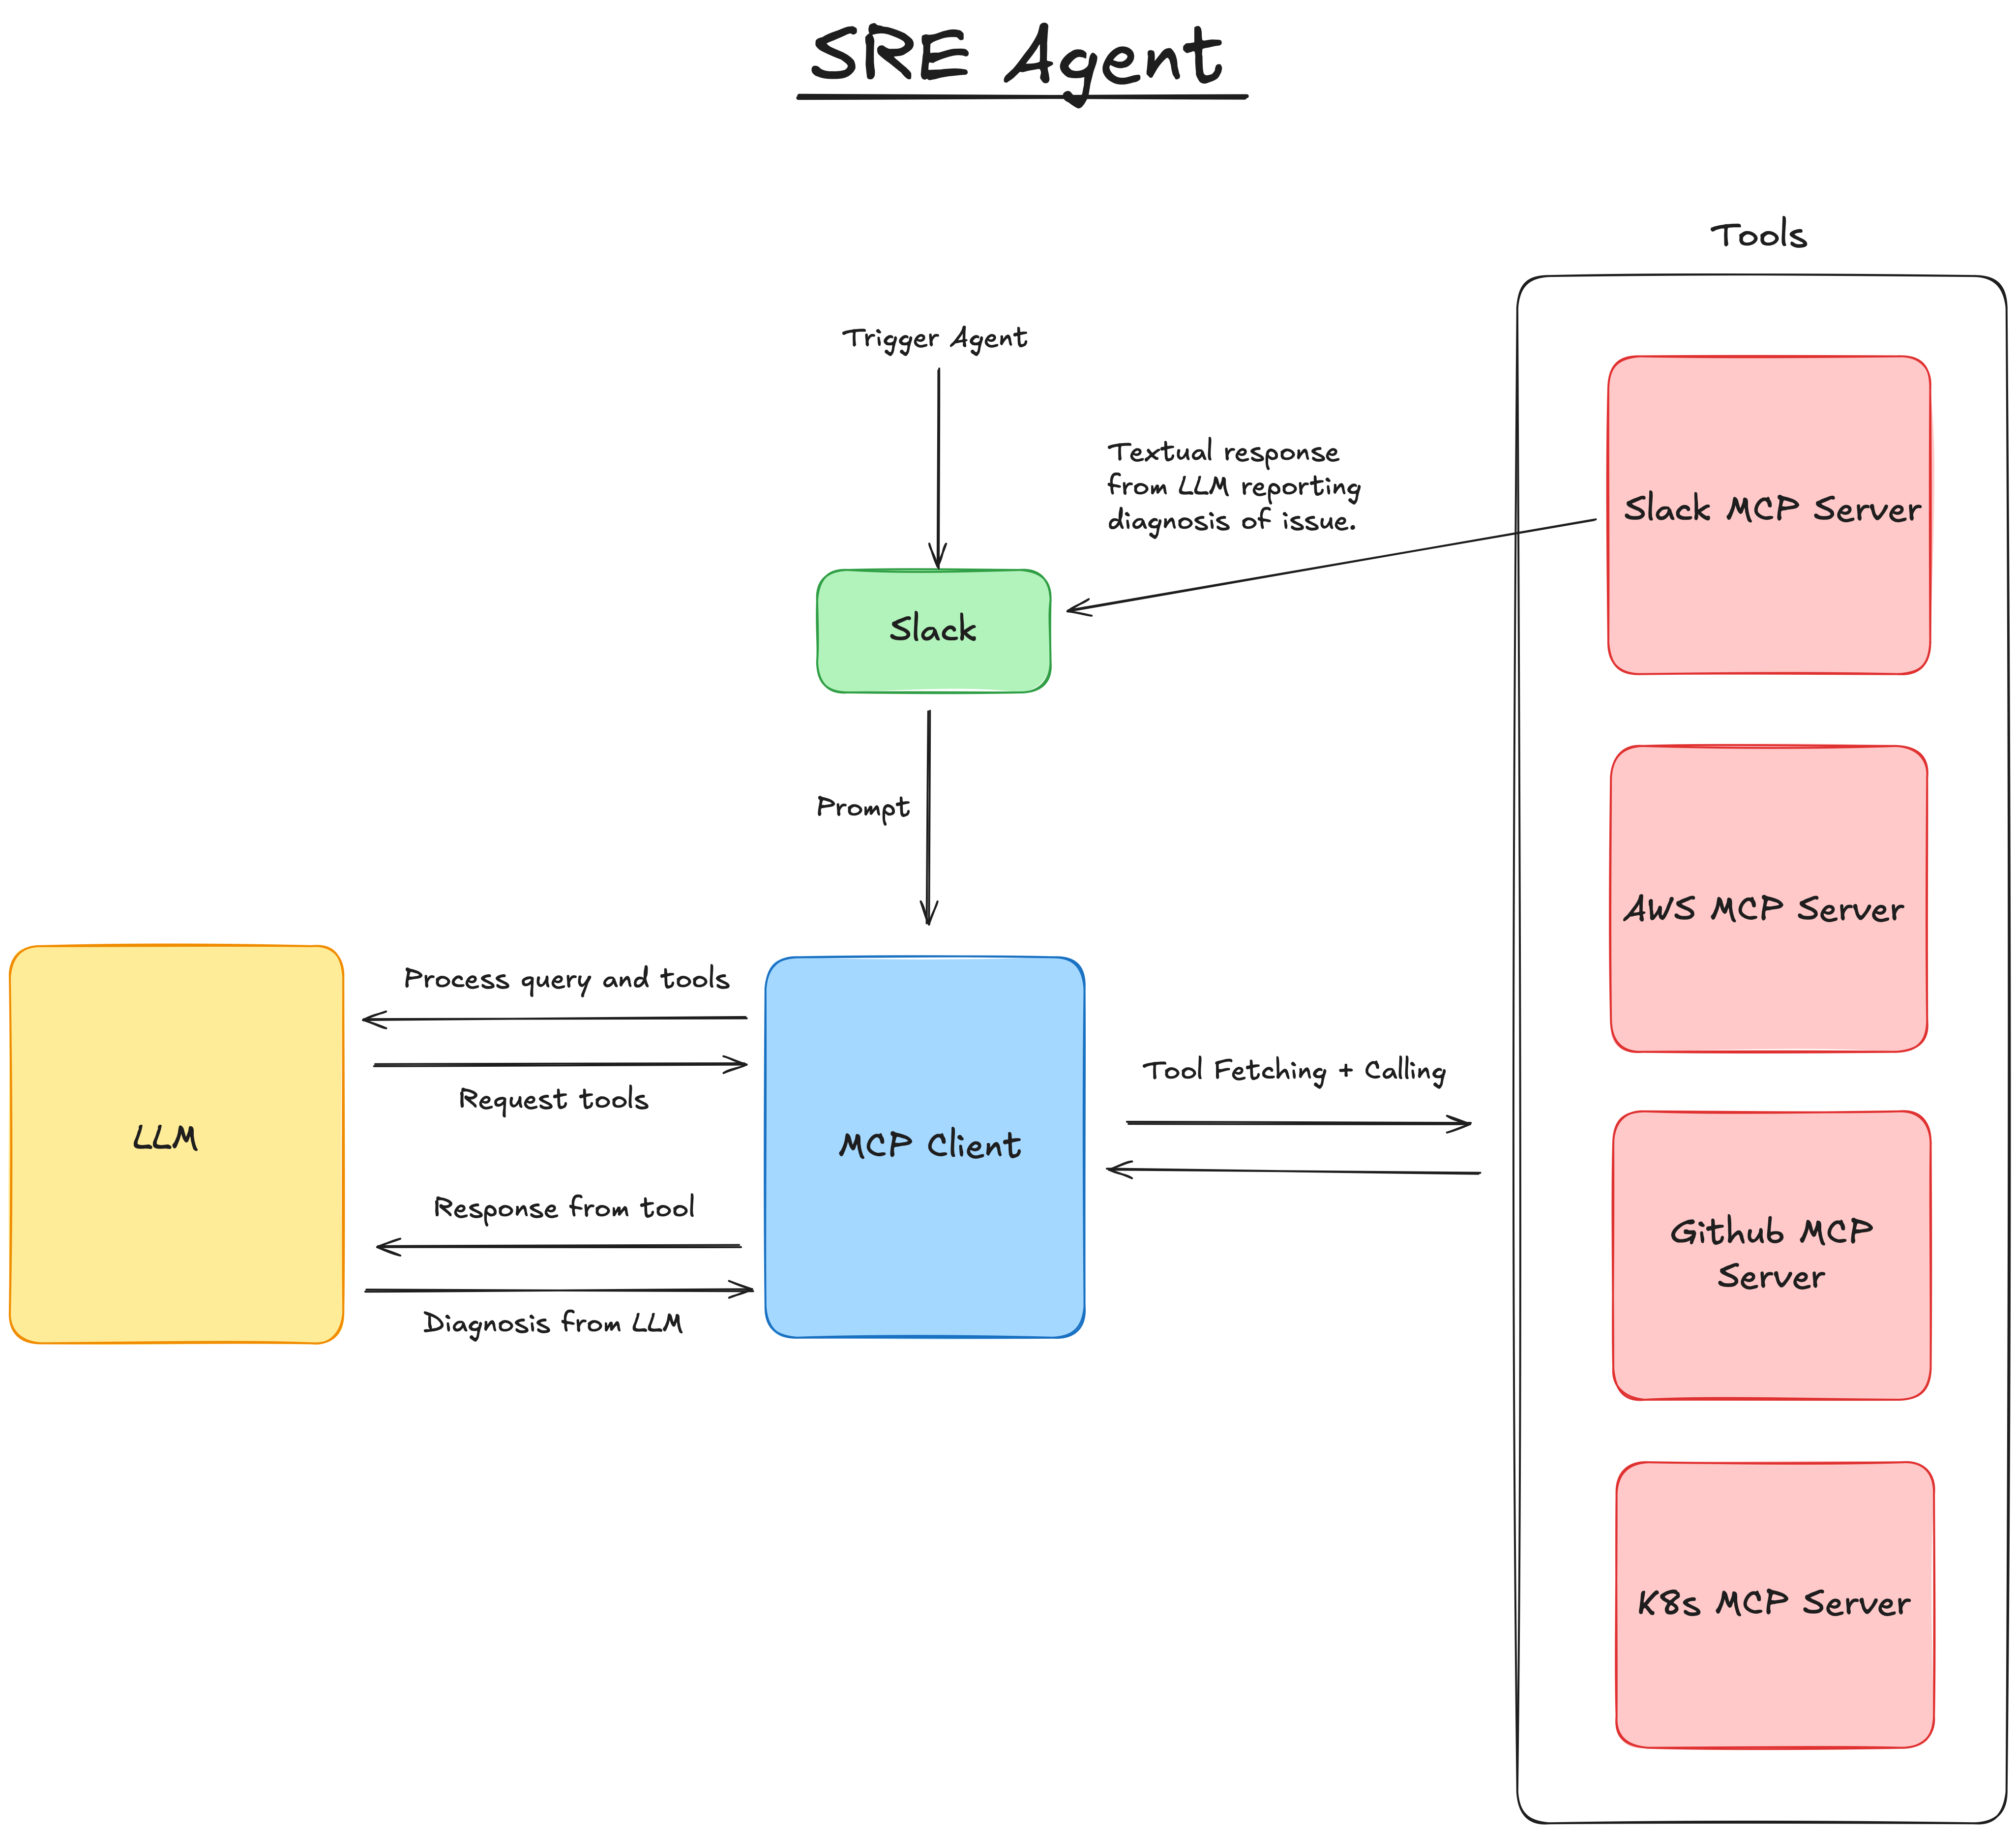 SRE Agent
Tools
Trigger Agent
Textual response
from LLM reporting
diagnosis of issue.
Slack MCP Server
Slack
Prompt
AWS MCP Server
Process query and tools
Request tools
LLM
MCP Client
Tool Fetching + Calling
Response from tool
Diagnosis from LLM
Github MCP
Server
K8s MCP Server